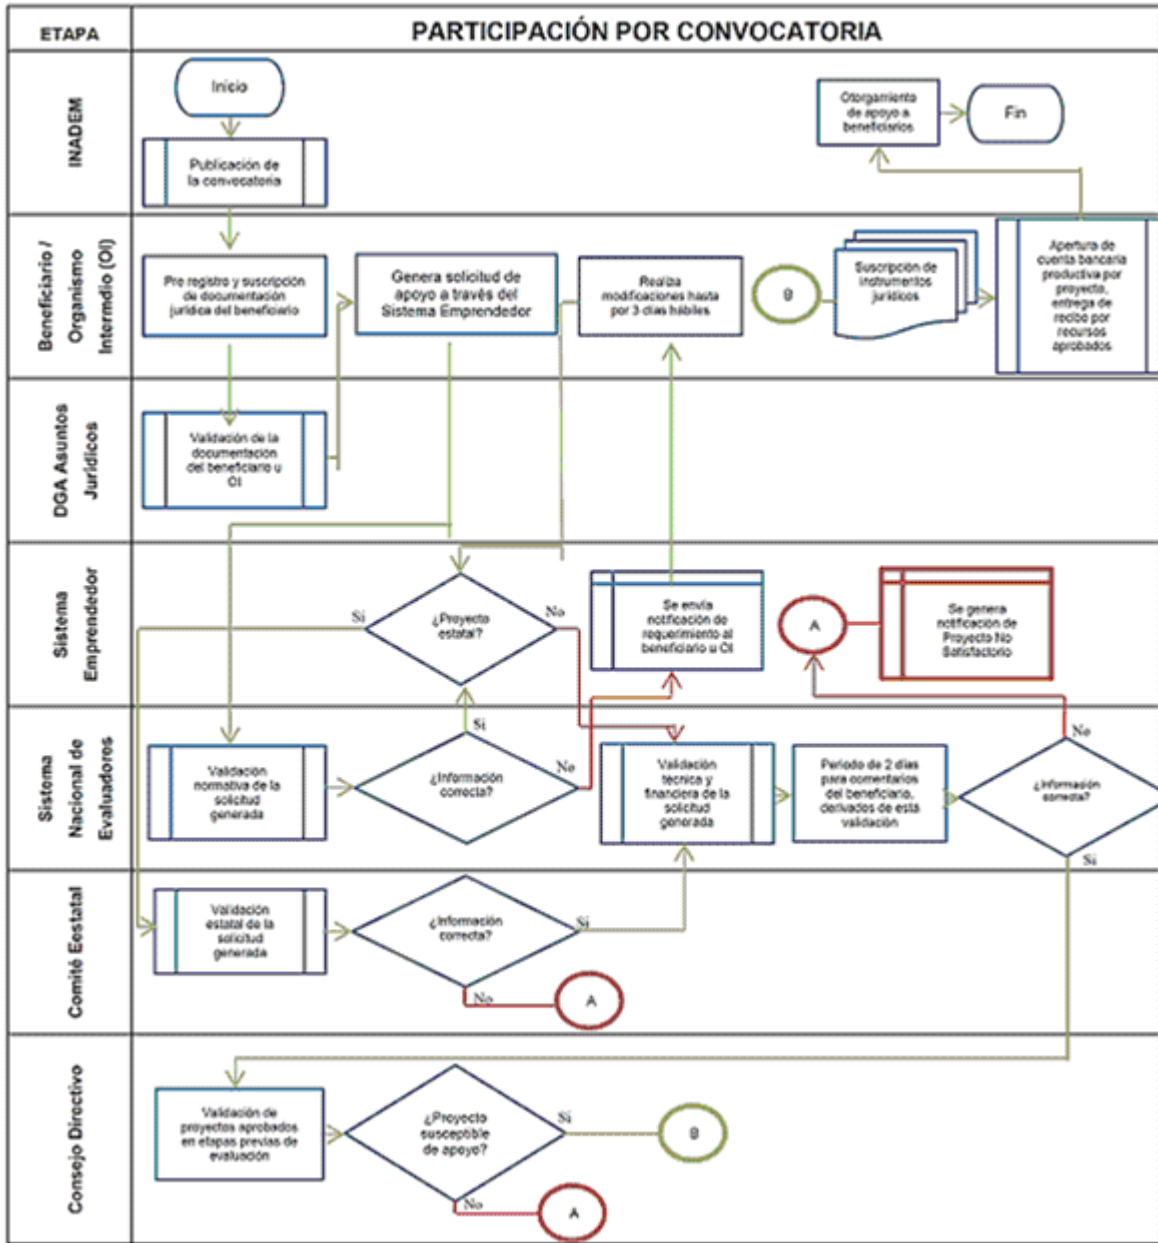 ETAPA
PARTICIPACIÓN POR CONVOCATORIA
INADEM
Inicio
Publicación de
la convocatoria
Otorgamiento
de apoyo a
beneficiarios
Fin
Beneficiario /
Organismo
Intermdio (OI)
Pre registro y suscripción
de documentación
jurídica del beneficiario
Genera solicitud de
apoyo a través del
Sistema Emprendedor
Realiza
modificaciones hasta
por 3 días hábiles
B
Suscripción de
Instrumentos
jurídicos
Apertura de
cuenta bancaria
productiva por
proyecto,
entrega de
recibo por
recursos
aprobados
DGA Asuntos
Jurídicos
Validación de la
documentación
del beneficiario u
OI
Sistema
Emprendedor
Si
¿Proyecto
estatal?
No
Se envía
notificación de
requerimiento al
beneficiario u OI
A
Se genera
notificación de
Proyecto No
Satisfactorio
Sistema
Nacional de
Evaluadores
Validación
normativa de la
solicitud
generada
Si
¿Información
correcta?
No
Validación
técnica y
financiera de la
solicitud
generada
Periodo de 2 días
para comentarios
del beneficiario,
derivados de esta
validación
No
¿Información
correcta?
Si
Comité Eestatal
Validación
estatal de la
solicitud
generada
¿Información
correcta?
Si
No
A
Consejo Directivo
Validación de
proyectos aprobados
en etapas previas de
evaluación
¿Proyecto
susceptible
de apoyo?
Si
B
No
A